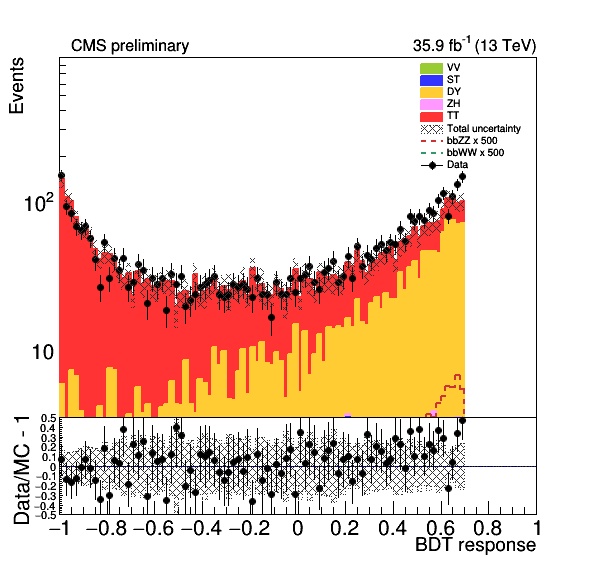 CMS preliminary 35.9 fb⁻¹ (13 TeV)
Events
VV
ST
DY
ZH
TT
Total uncertainty
bbZZ x 500
bbWW x 500
Data
10²
10
Data/MC - 1
0.5
0.4
0.3
0.2
0.1
0
−0.1
−0.2
−0.3
−0.4
−0.5
−1 −0.8 −0.6 −0.4 −0.2 0 0.2 0.4 0.6 0.8 1
BDT response